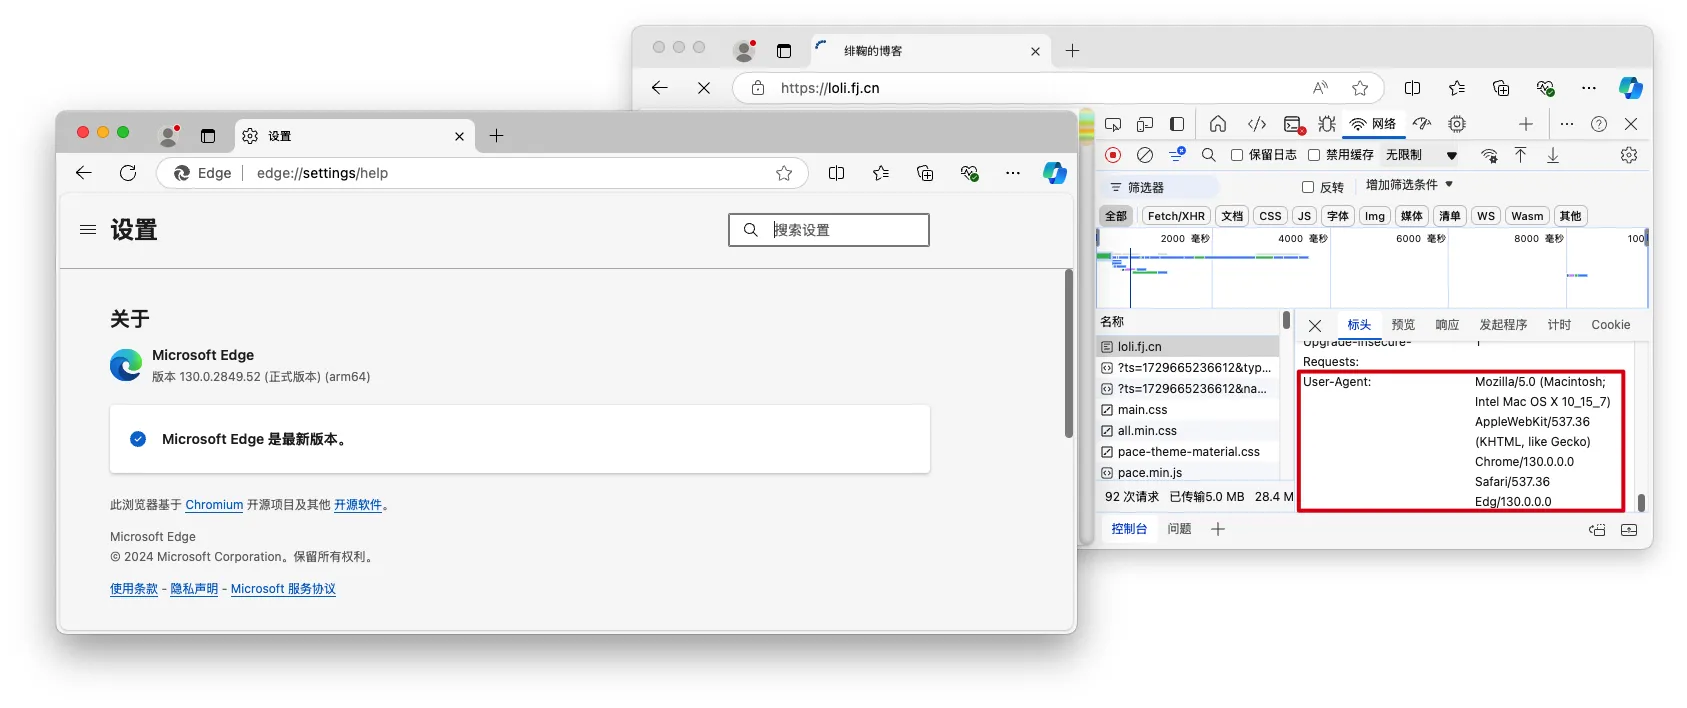 绯鞠的博客
https://loli.fj.cn
设置
Edge
edge://settings/help
设置
搜索设置
关于
Microsoft Edge
版本 130.0.2849.52 (正式版本) (arm64)
Microsoft Edge 是最新版本。
此浏览器基于 Chromium 开源项目及其他 开源软件。
Microsoft Edge
© 2024 Microsoft Corporation。保留所有权利。
使用条款 - 隐私声明 - Microsoft 服务协议
网络
保留日志
禁用缓存
无限制
筛选器
反转
增加筛选条件
全部 Fetch/XHR 文档 CSS JS 字体 Img 媒体 清单 WS Wasm 其他
2000 毫秒 4000 毫秒 6000 毫秒 8000 毫秒 100
名称
loli.fj.cn
?ts=1729665236612&typ...
?ts=1729665236612&na...
main.css
all.min.css
pace-theme-material.css
pace.min.js
92 次请求 已传输5.0 MB 28.4 M
标头 预览 响应 发起程序 计时 Cookie
Upgrade-Insecure-
1
Requests:
User-Agent:
Mozilla/5.0 (Macintosh;
Intel Mac OS X 10_15_7)
AppleWebKit/537.36
(KHTML, like Gecko)
Chrome/130.0.0.0
Safari/537.36
Edg/130.0.0.0
控制台 问题